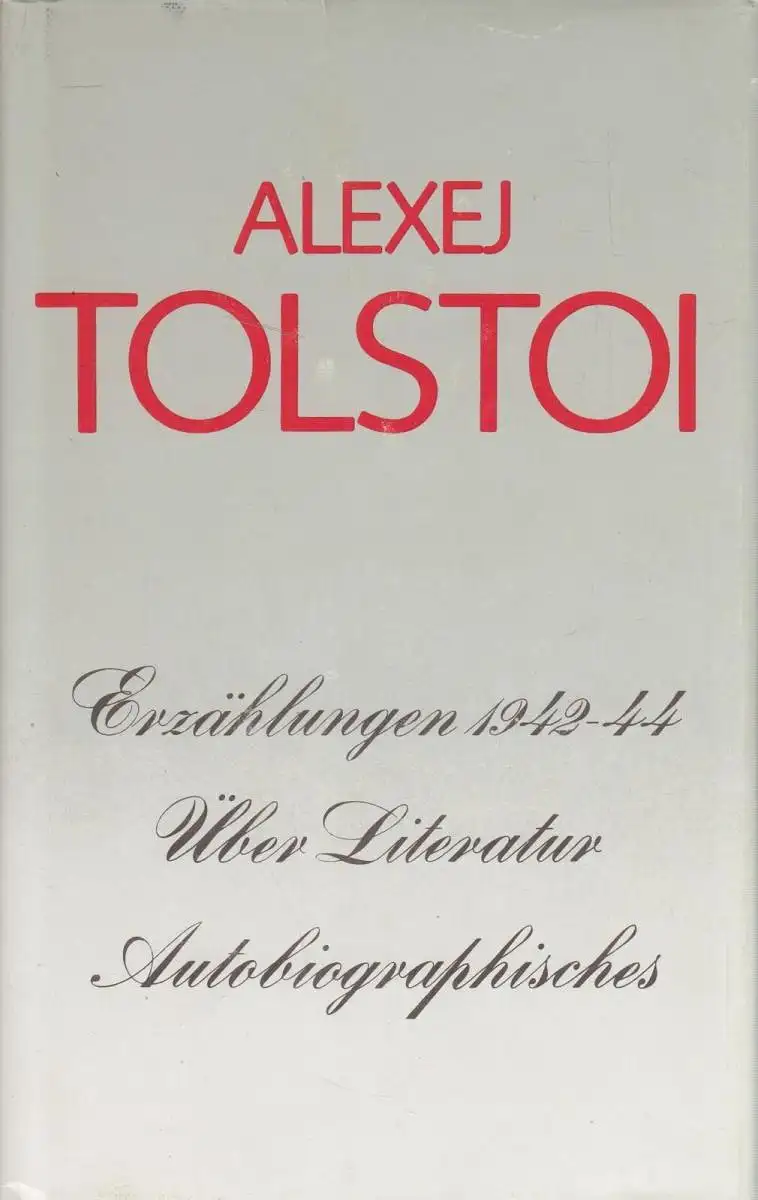 ALEXEJ
TOLSTOI
Erzählungen 1942-44
Über Literatur
Autobiographisches